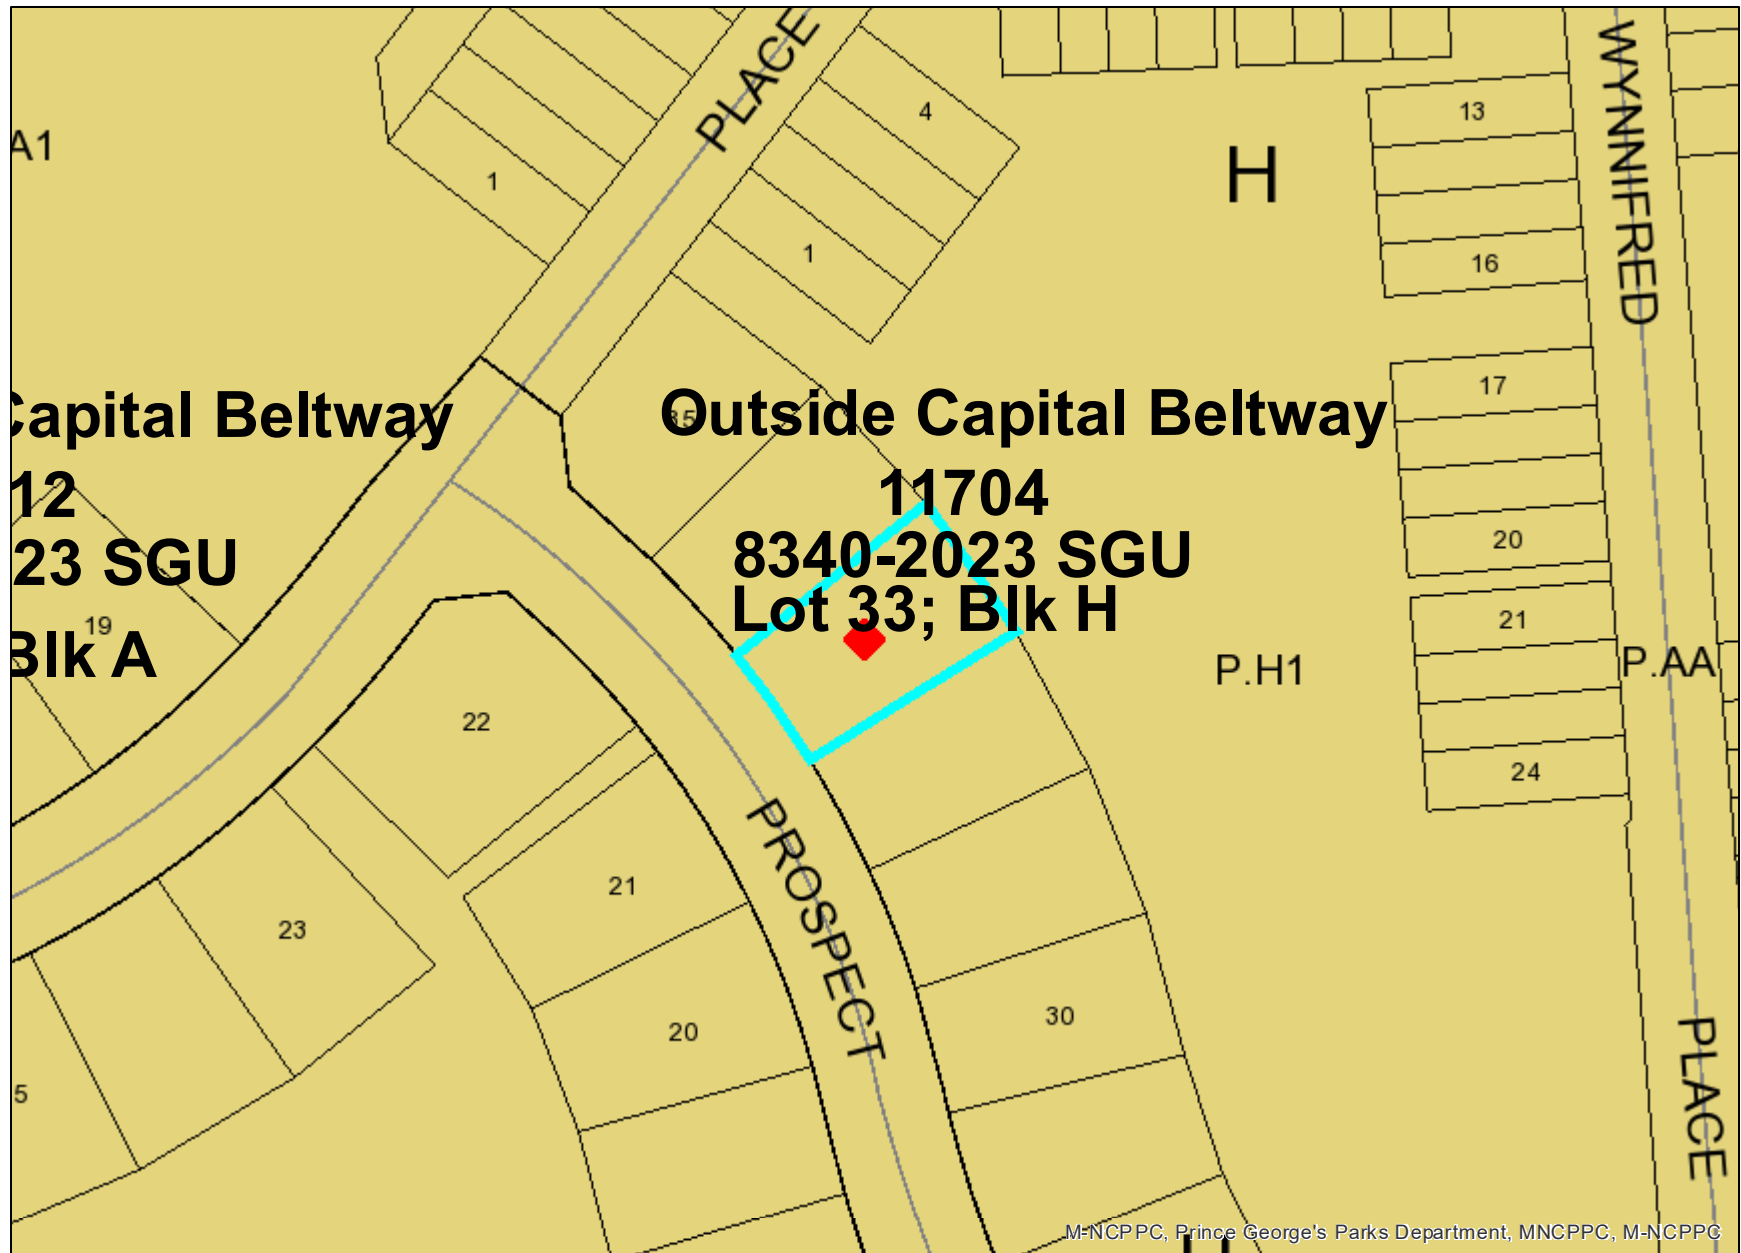 PLACE
WYNNIFRED
4
13
A1
H
1
1
16
17
Capital Beltway
Outside Capital Beltway
35
12
11704
20
23 SGU
8340-2023 SGU
Lot 33; Blk H
19
21
Blk A
P.H1
P.AA
22
24
PROSPECT
21
23
30
20
PLACE
5
M-NCPPC, Prince George's Parks Department, MNCPPC, M-NCPPC